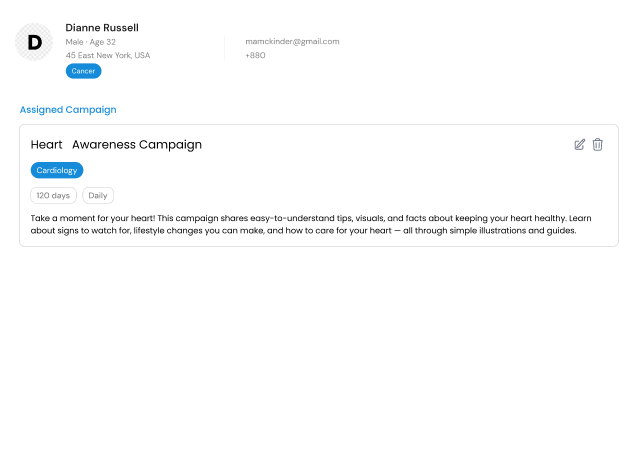 D
Dianne Russell
Male · Age 32
45 East New York, USA
Cancer
mamckinder@gmail.com
+880
Assigned Campaign
Heart Awareness Campaign
Cardiology
120 days
Daily
Take a moment for your heart! This campaign shares easy-to-understand tips, visuals, and facts about keeping your heart healthy. Learn
about signs to watch for, lifestyle changes you can make, and how to care for your heart — all through simple illustrations and guides.